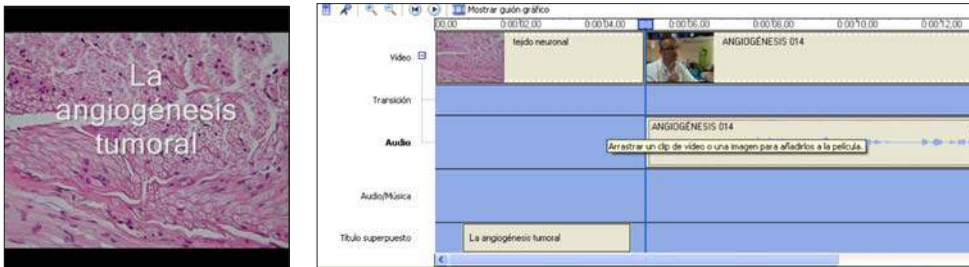 La
angiogénesis
tumoral
Mostrar guión gráfico
00:00 0:00:02,00 0:00:04,00 0:00:06,00 0:00:08,00 0:00:10,00 0:00:12,00
Vídeo
tejido neuronal
ANGIOGÉNESIS 014
Transición
Audio
ANGIOGÉNESIS 014
Arrastrar un clip de vídeo o una imagen para añadirlos a la película.
Audio/Música
Título superpuesto
La angiogénesis tumoral